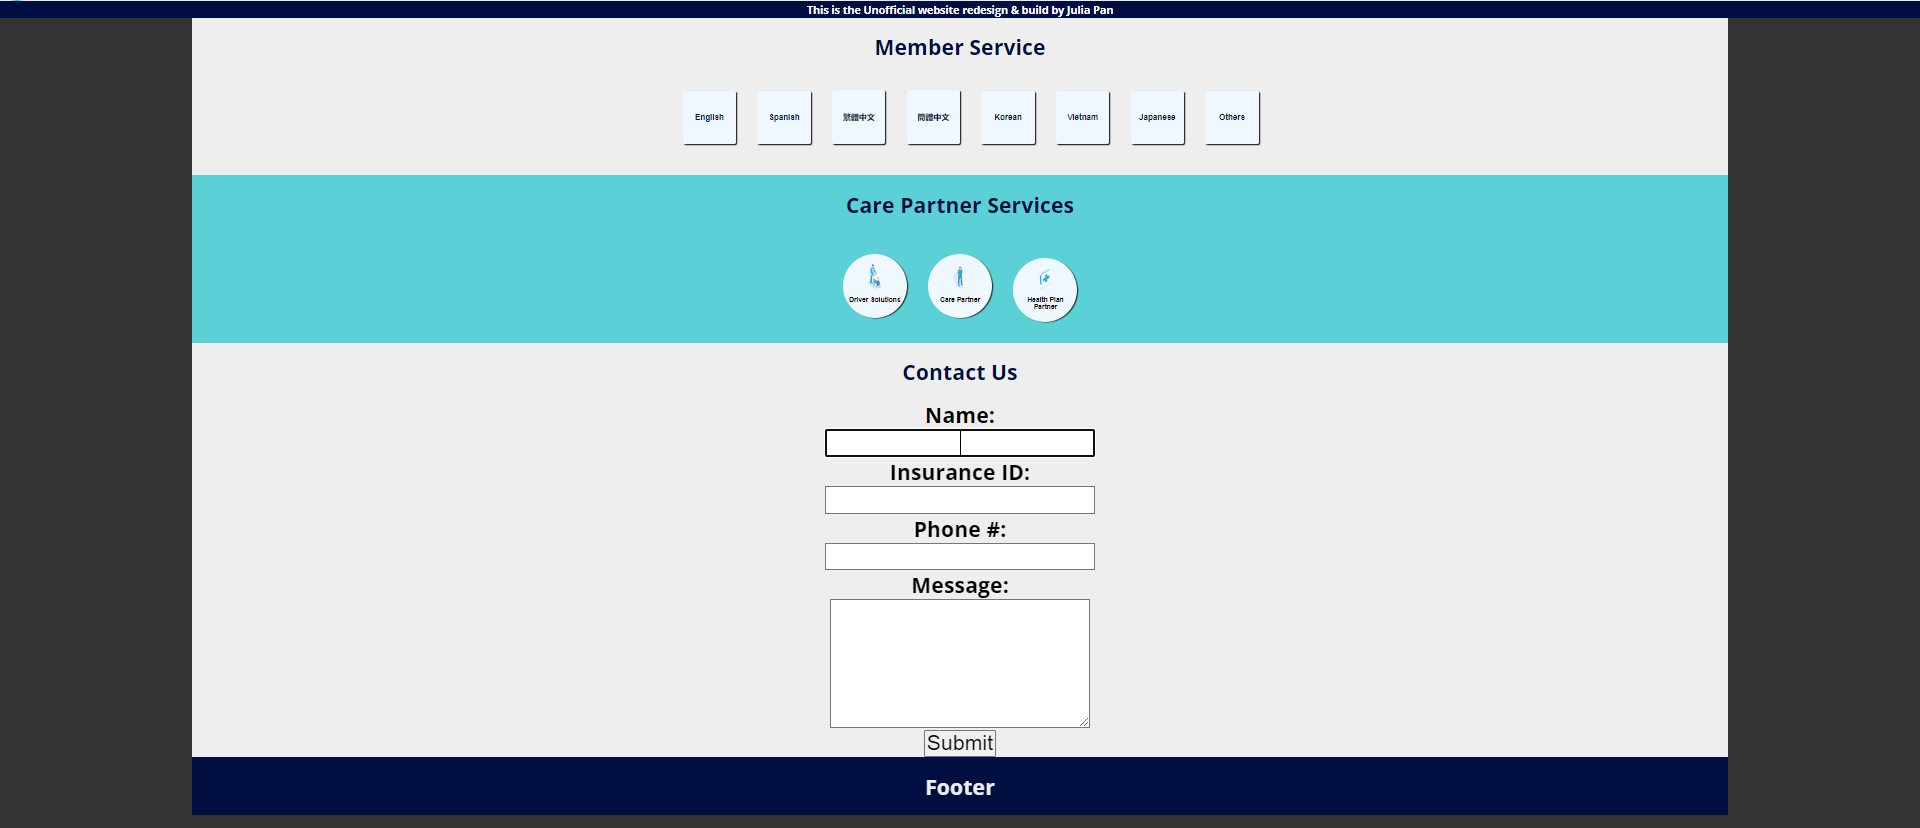 This is the Unofficial website redesign & build by Julia Pan
Member Service
English
Spanish
繁體中文
簡體中文
Korean
Vietnam
Japanese
Others
Care Partner Services
Driver Solutions
Care Partner
Health Plan
Partner
Contact Us
Name:
Insurance ID:
Phone #:
Message:
Submit
Footer